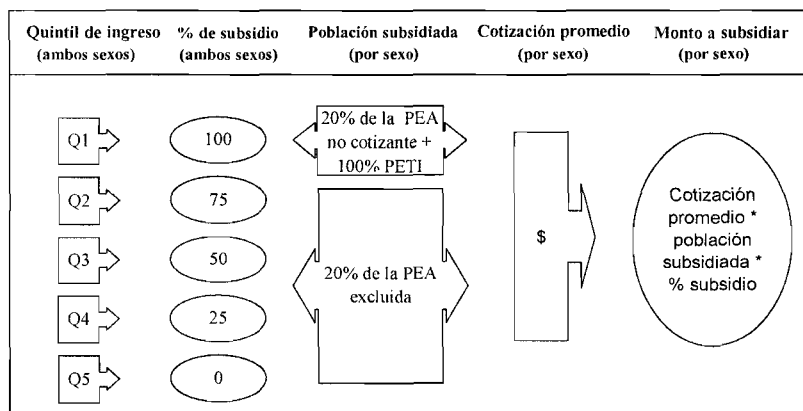 Quintil de ingreso % de subsidio Población subsidiada Cotización promedio Monto a subsidiar
(ambos sexos) (ambos sexos) (por sexo) (por sexo) (por sexo)
Q1
100
20% de la PEA
no cotizante +
100% PETI
Q2
75
Q3
50
20% de la PEA
excluida
Q4
25
Q5
0
$
Cotización
promedio *
población
subsidiada *
% subsidio